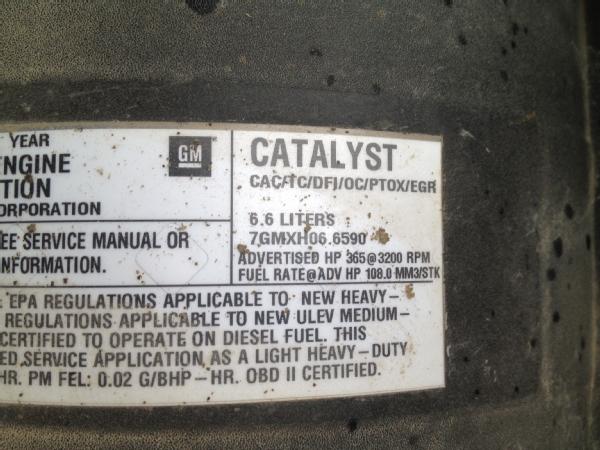 YEAR
ENGINE
TION
ORPORATION
EE SERVICE MANUAL OR
NFORMATION.
GM
CATALYST
CAC/TC/DFI/OC/PTOX/EGR
6.6 LITERS
7GMXH06.6590
ADVERTISED HP 365@3200 RPM
FUEL RATE@ADV HP 108.0 MM3/STK
EPA REGULATIONS APPLICABLE TO NEW HEAVY-
REGULATIONS APPLICABLE TO NEW ULEV MEDIUM-
CERTIFIED TO OPERATE ON DIESEL FUEL. THIS
ED SERVICE APPLICATION AS A LIGHT HEAVY-DUTY
HR. PM FEL: 0.02 G/BHP-HR. OBD II CERTIFIED.